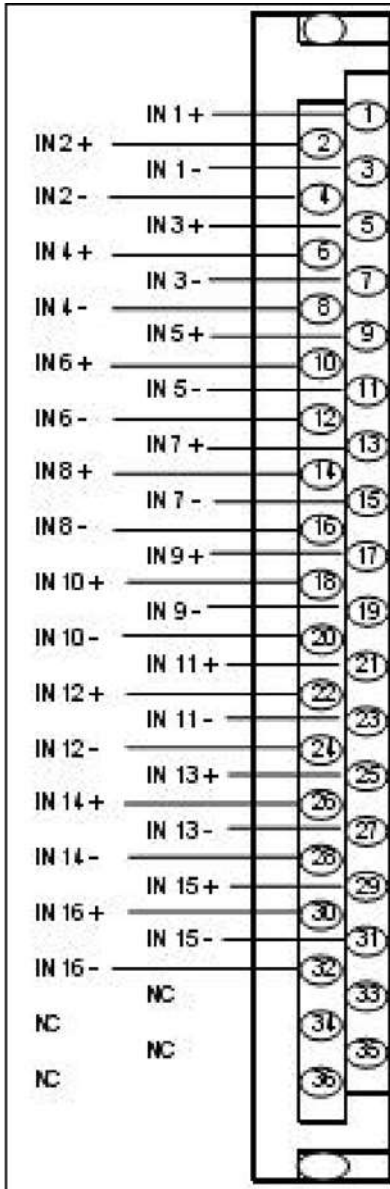 IN 1 + 1
IN 2 + 2
IN 1 - 3
IN 2 - 4
IN 3 + 5
IN 4 + 6
IN 3 - 7
IN 4 - 8
IN 5 + 9
IN 6 + 10
IN 5 - 11
IN 6 - 12
IN 7 + 13
IN 8 + 14
IN 7 - 15
IN 8 - 16
IN 9 + 17
IN 10 + 18
IN 9 - 19
IN 10 - 20
IN 11 + 21
IN 12 + 22
IN 11 - 23
IN 12 - 24
IN 13 + 25
IN 14 + 26
IN 13 - 27
IN 14 - 28
IN 15 + 29
IN 16 + 30
IN 15 - 31
IN 16 - 32
NC 33
NC 34
NC 35
NC 36